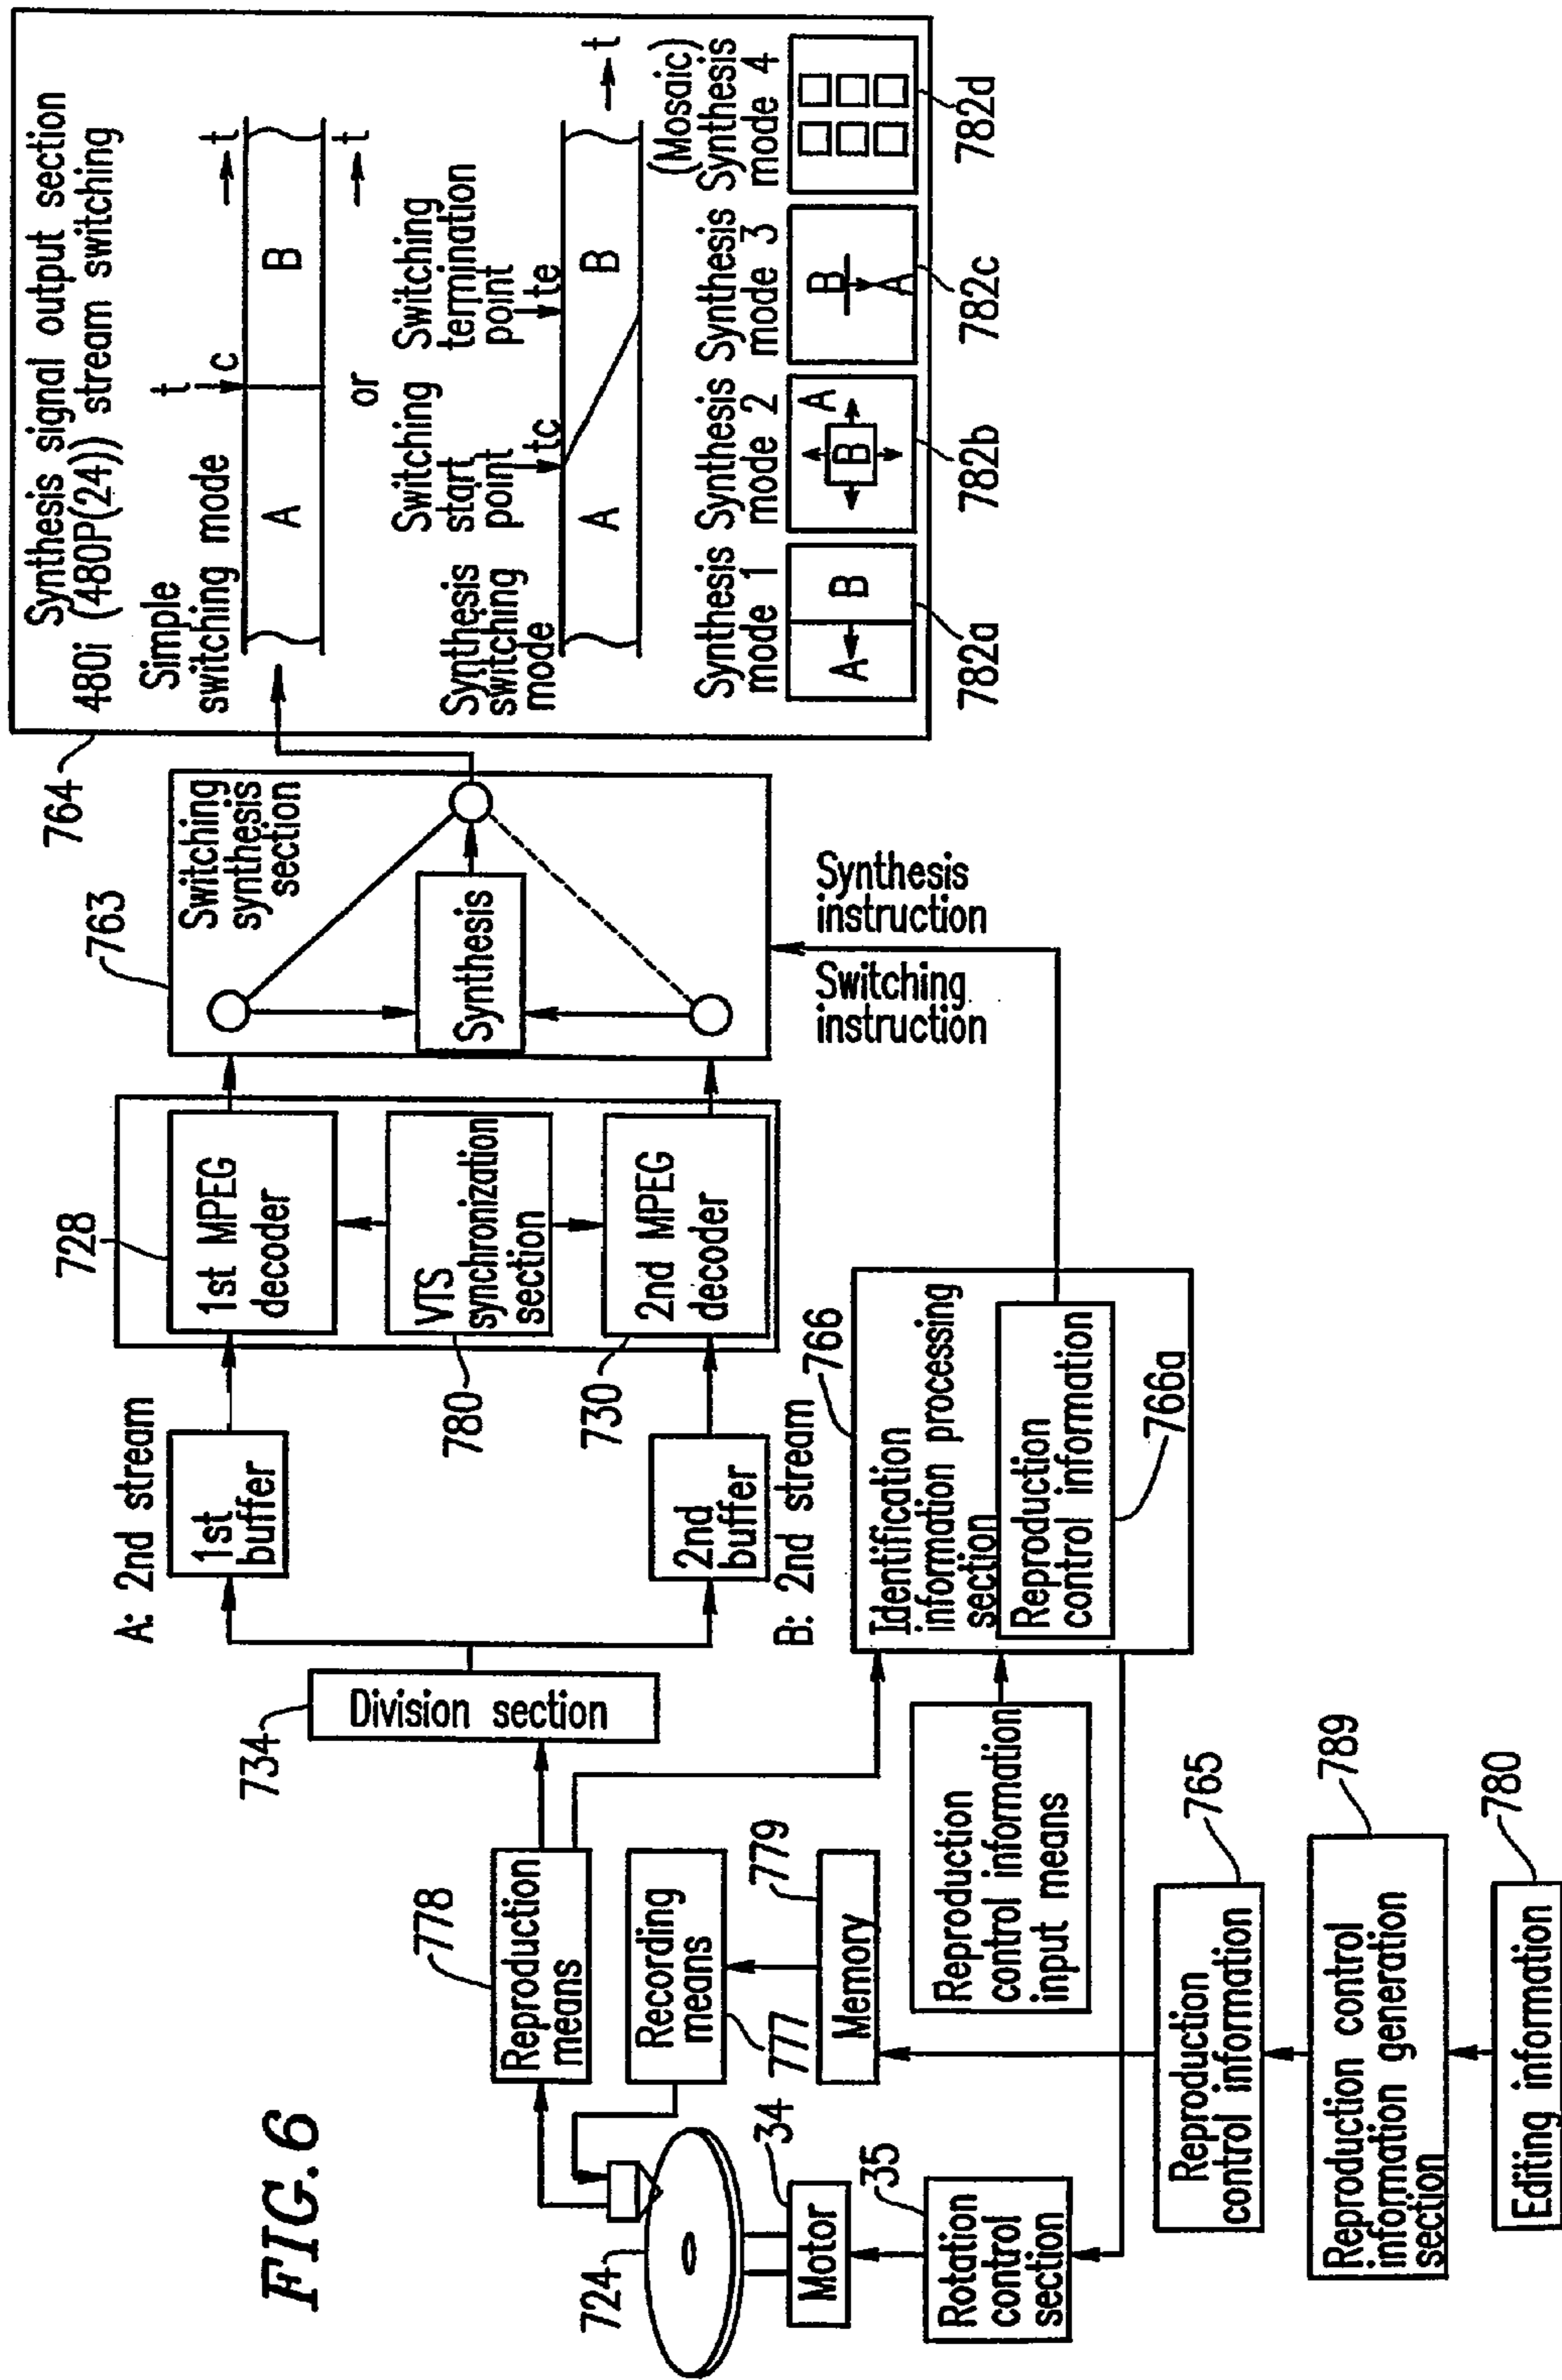 FIG. 6
724
Motor
34
Rotation
control
section
35
Reproduction
means
778
Recording
means
777
Memory
779
Reproduction
control information
input means
Reproduction
control information
765
Reproduction control
information generation
section
789
Editing information
780
Division section
734
A: 2nd stream
1st
buffer
2nd
buffer
B: 2nd stream
728
1st MPEG
decoder
VTS
synchronization
section
780
2nd MPEG
decoder
730
Identification
information processing
section
766
Reproduction
control information
766a
763
Switching
synthesis
section
Synthesis
Switching
instruction
Synthesis
instruction
764
Synthesis signal output section
480i (480P(24)) stream switching
Simple
switching mode
t
c
t
A
B
t
or
Synthesis
switching
mode
Switching
start
point
tc
Switching
termination
point
te
A
B
t
Synthesis
mode 1
A
B
782a
Synthesis
mode 2
A
B
782b
Synthesis
mode 3
B
A
782c
(Mosaic)
Synthesis
mode 4
782d